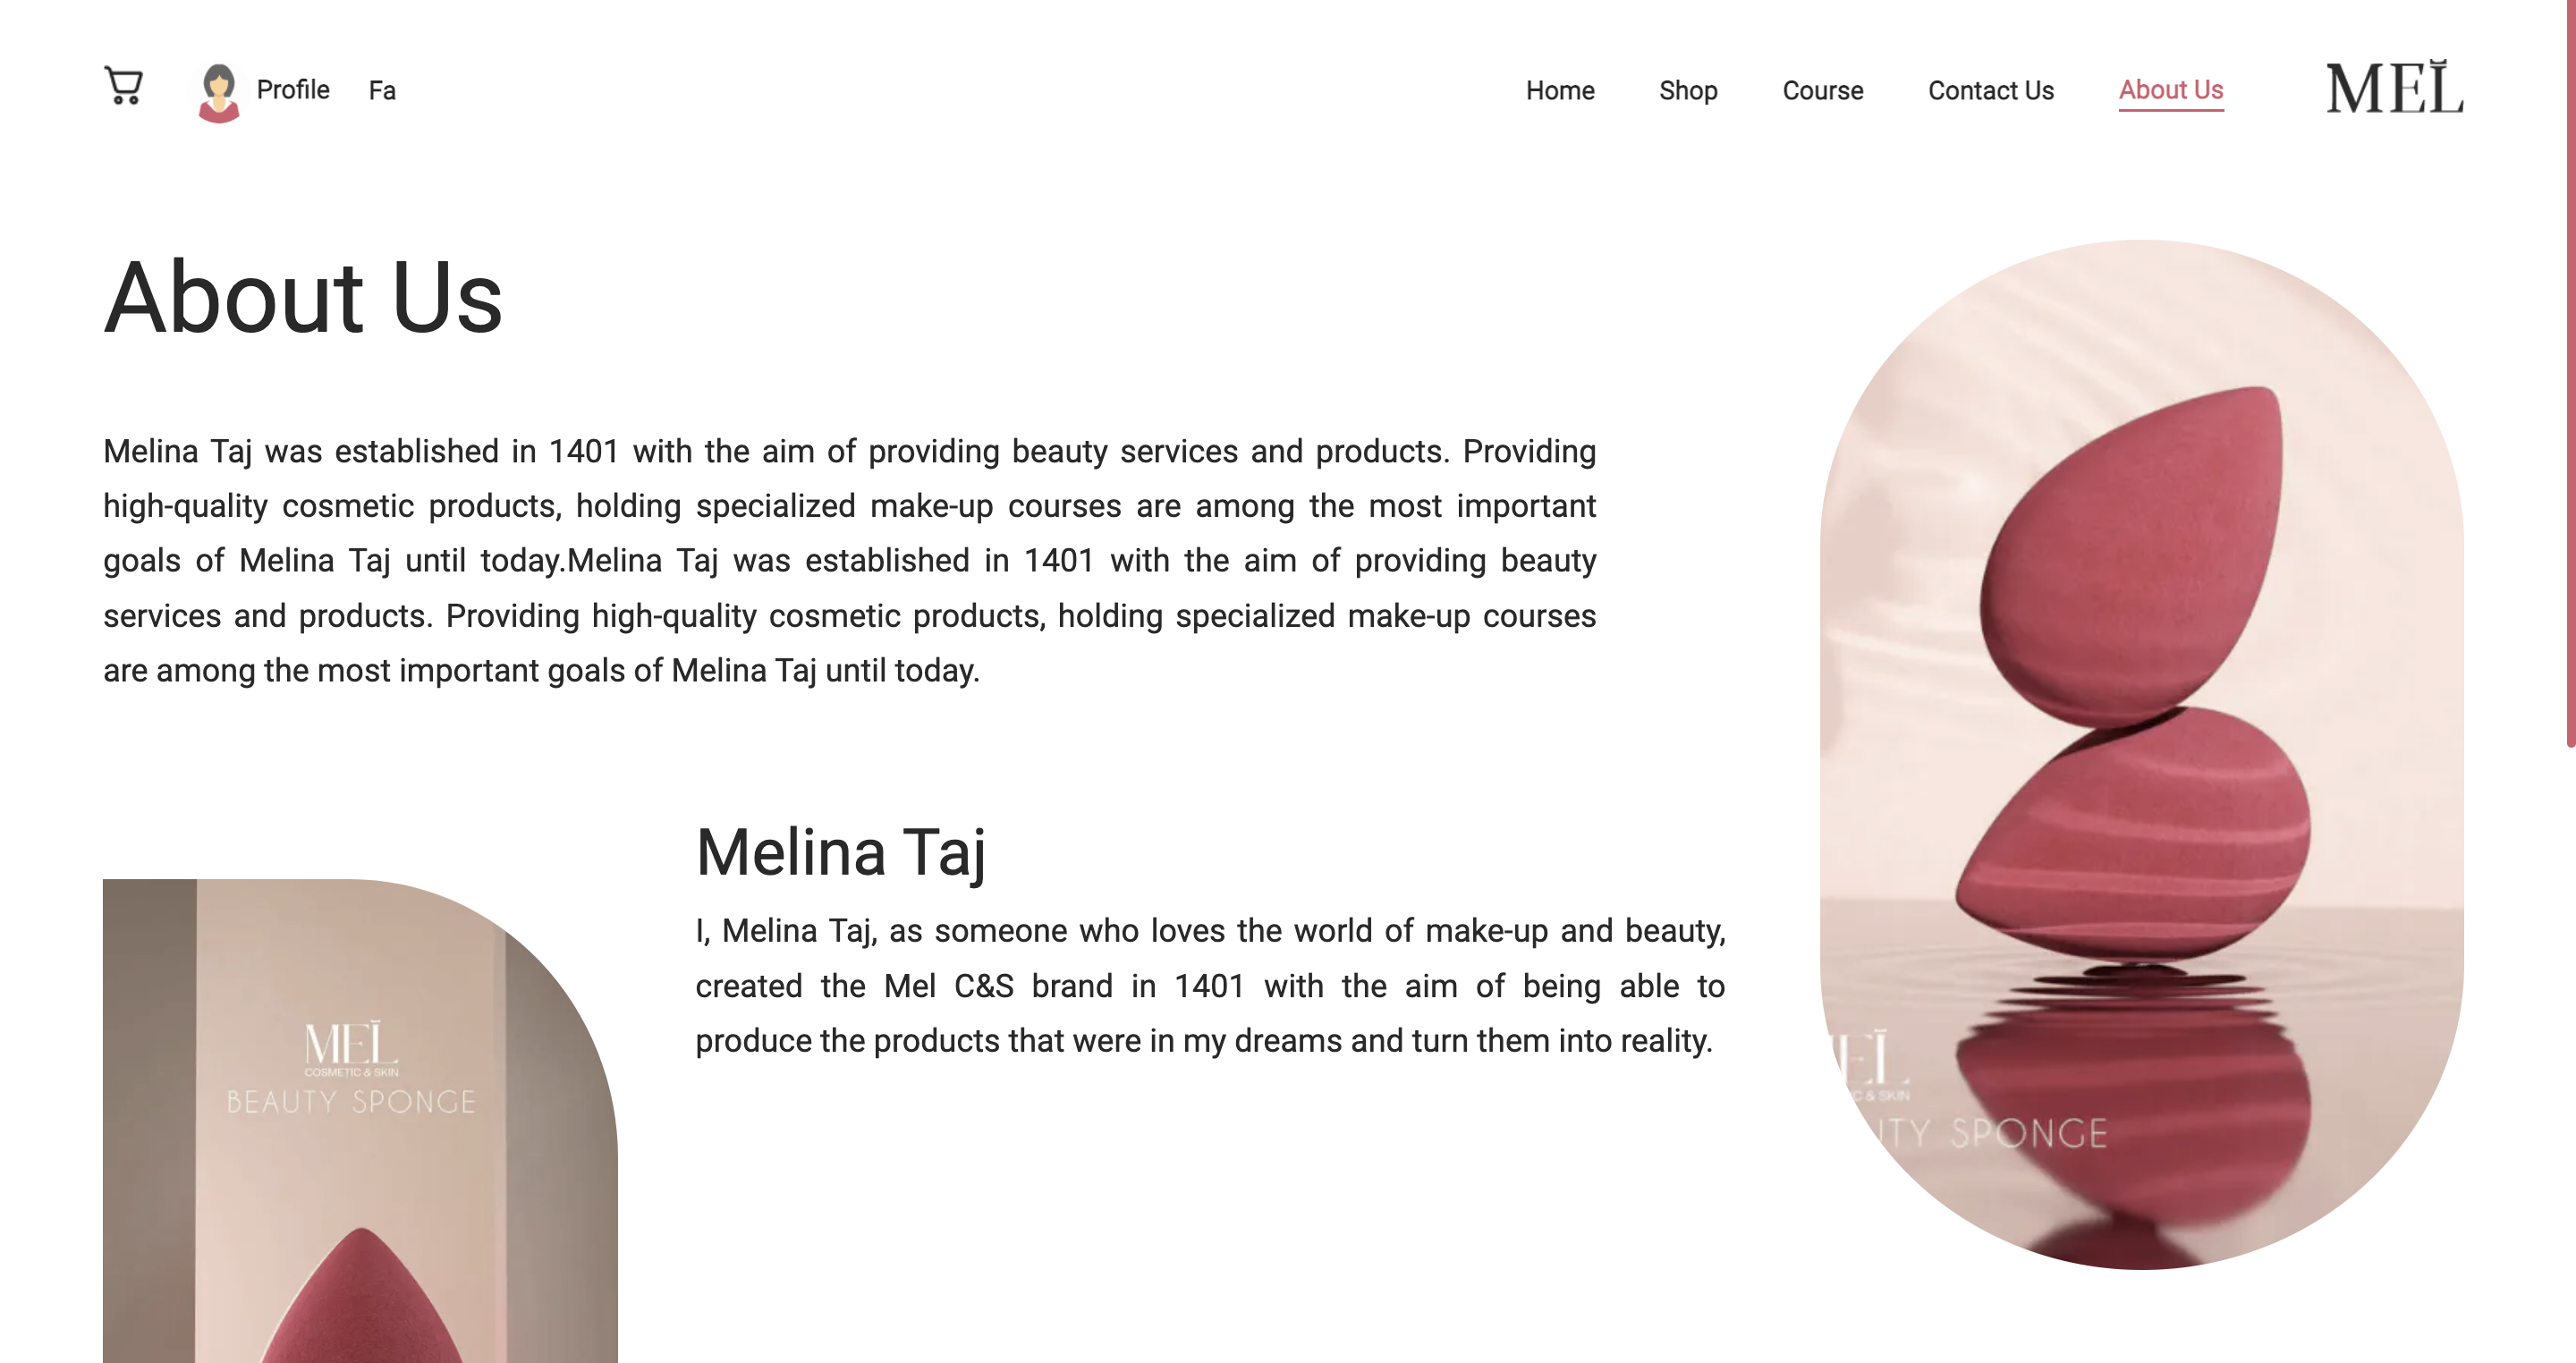 Profile
Fa
Home
Shop
Course
Contact Us
About Us
MEL
About Us
Melina Taj was established in 1401 with the aim of providing beauty services and products. Providing
high-quality cosmetic products, holding specialized make-up courses are among the most important
goals of Melina Taj until today.Melina Taj was established in 1401 with the aim of providing beauty
services and products. Providing high-quality cosmetic products, holding specialized make-up courses
are among the most important goals of Melina Taj until today.
Melina Taj
I, Melina Taj, as someone who loves the world of make-up and beauty,
created the Mel C&S brand in 1401 with the aim of being able to
produce the products that were in my dreams and turn them into reality.
MEL
COSMETIC & SKIN
BEAUTY SPONGE
EL
C & SKIN
UTY SPONGE